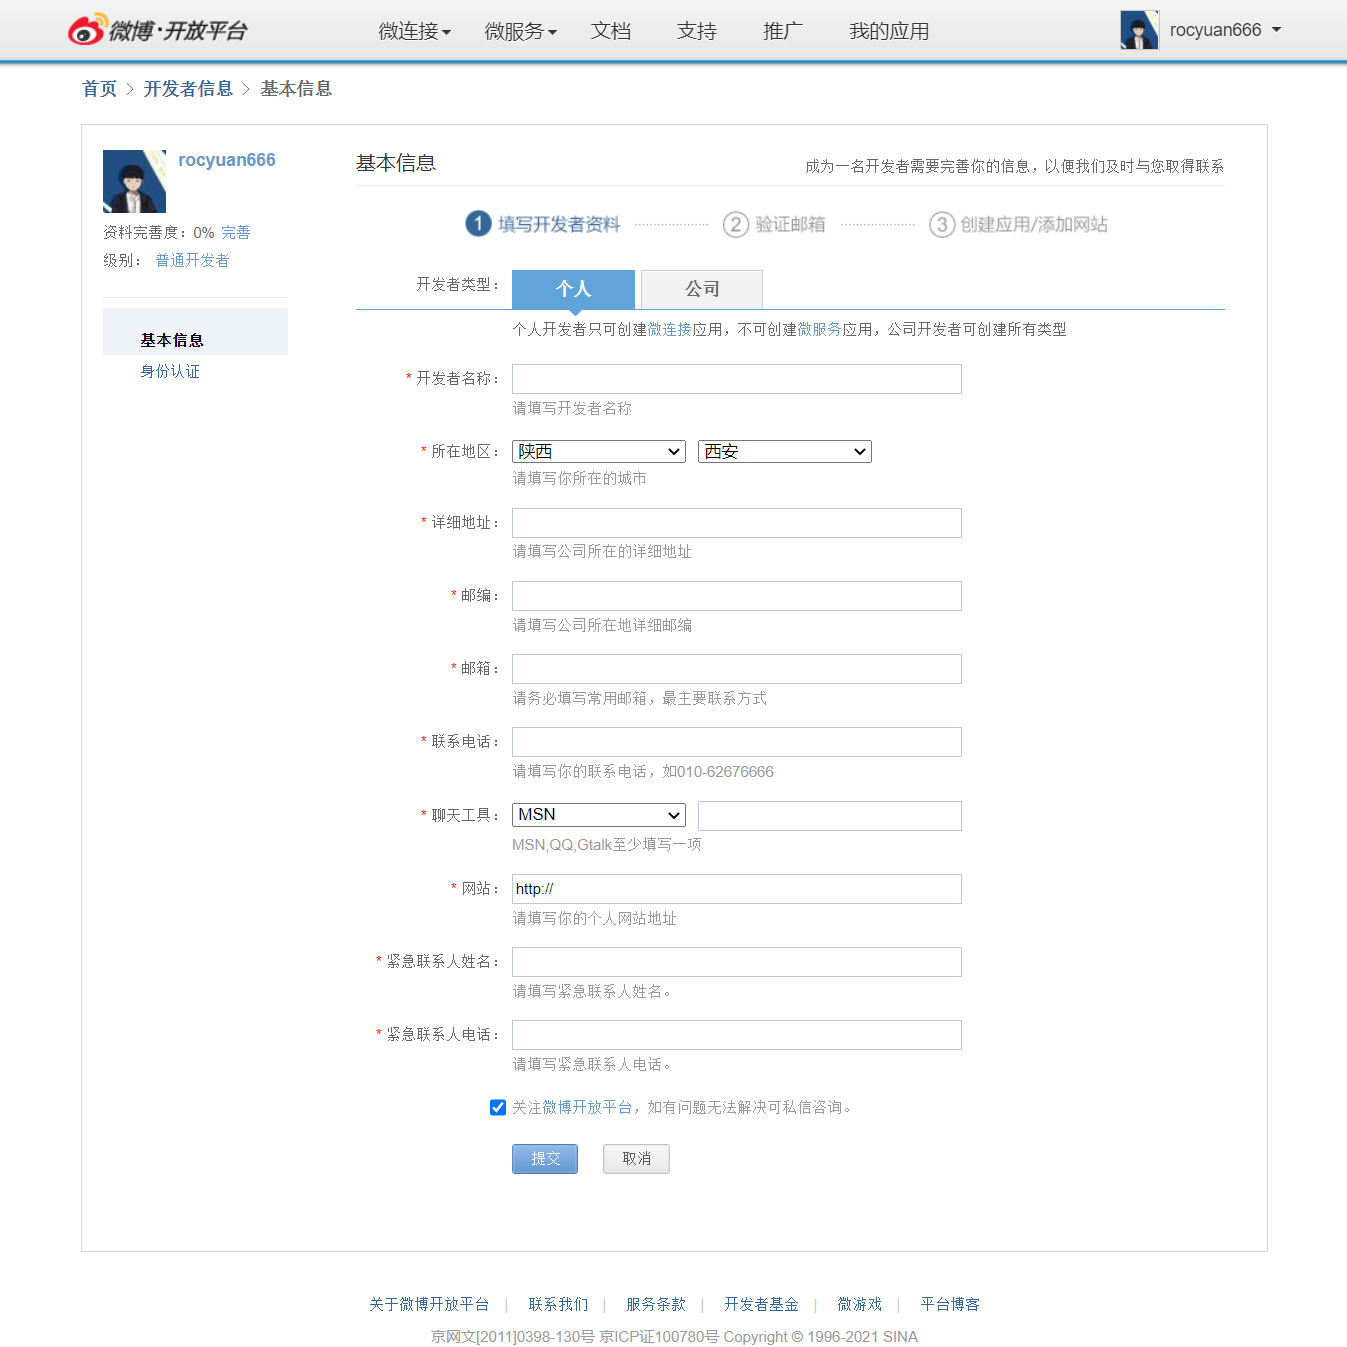 微博·开放平台 微连接 微服务 文档 支持 推广 我的应用 rocyuan666
首页 > 开发者信息 > 基本信息
rocyuan666
资料完善度：0% 完善
级别： 普通开发者
基本信息
身份认证
基本信息 成为一名开发者需要完善你的信息，以便我们及时与您取得联系
1 填写开发者资料 2 验证邮箱 3 创建应用/添加网站
开发者类型： 个人 公司
个人开发者只可创建微连接应用，不可创建微服务应用，公司开发者可创建所有类型
* 开发者名称：
请填写开发者名称
* 所在地区： 陕西 西安
请填写你所在的城市
* 详细地址：
请填写公司所在的详细地址
* 邮编：
请填写公司所在地详细邮编
* 邮箱：
请务必填写常用邮箱，最主要联系方式
* 联系电话：
请填写你的联系电话，如010-62676666
* 聊天工具： MSN
MSN,QQ,Gtalk至少填写一项
* 网站： http://
请填写你的个人网站地址
* 紧急联系人姓名：
请填写紧急联系人姓名。
* 紧急联系人电话：
请填写紧急联系人电话。
关注微博开放平台，如有问题无法解决可私信咨询。
提交 取消
关于微博开放平台 | 联系我们 | 服务条款 | 开发者基金 | 微游戏 | 平台博客
京网文[2011]0398-130号 京ICP证100780号 Copyright © 1996-2021 SINA